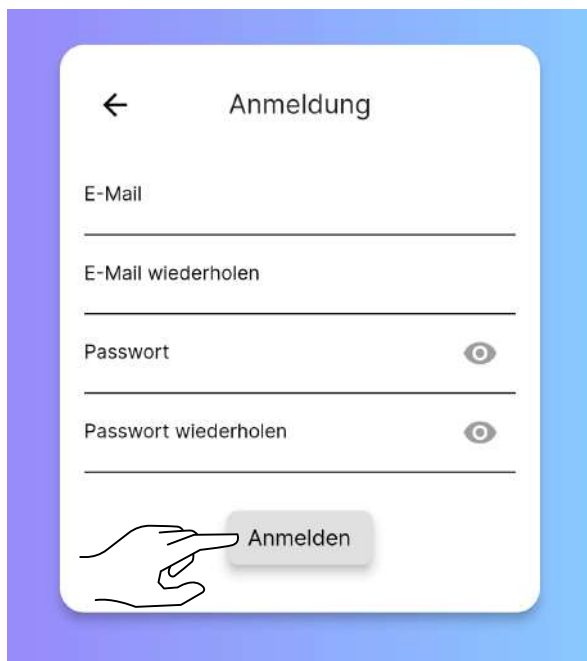 Anmeldung
E-Mail
E-Mail wiederholen
Passwort
Passwort wiederholen
Anmelden